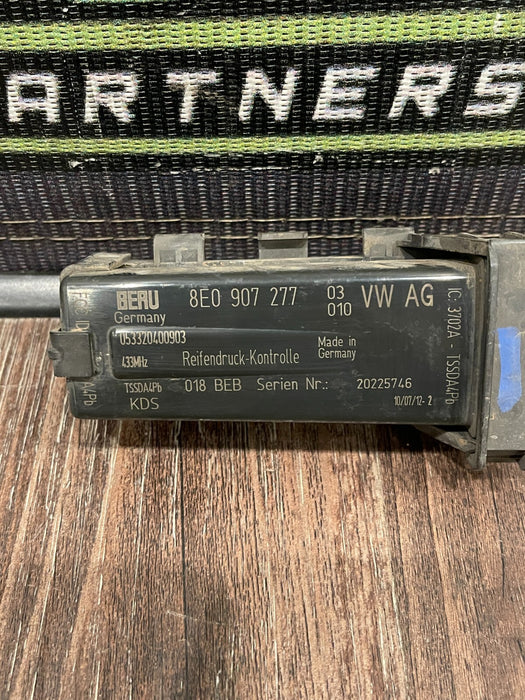 ARTNERS
BERU 8E0 907 277 03 VW AG
Germany 010
053320400903
433MHz Reifendruck-Kontrolle Made in Germany
TSSDA4Pb 018 BEB Serien Nr.: 20225746
KDS 10/07/12- 2
IC: 3702A - TSSDA4Pb
A4Pb